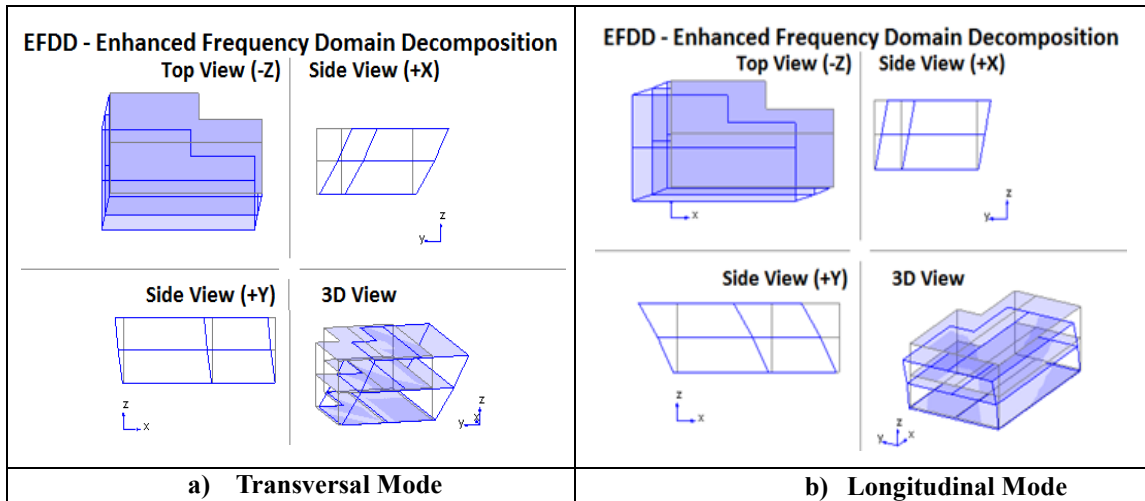 EFDD - Enhanced Frequency Domain Decomposition
Top View (-Z) Side View (+X)
z
y
Side View (+Y) 3D View
z
x
z
y x
a) Transversal Mode
EFDD - Enhanced Frequency Domain Decomposition
Top View (-Z) Side View (+X)
x
z
y
Side View (+Y) 3D View
z
x
z
y x
b) Longitudinal Mode